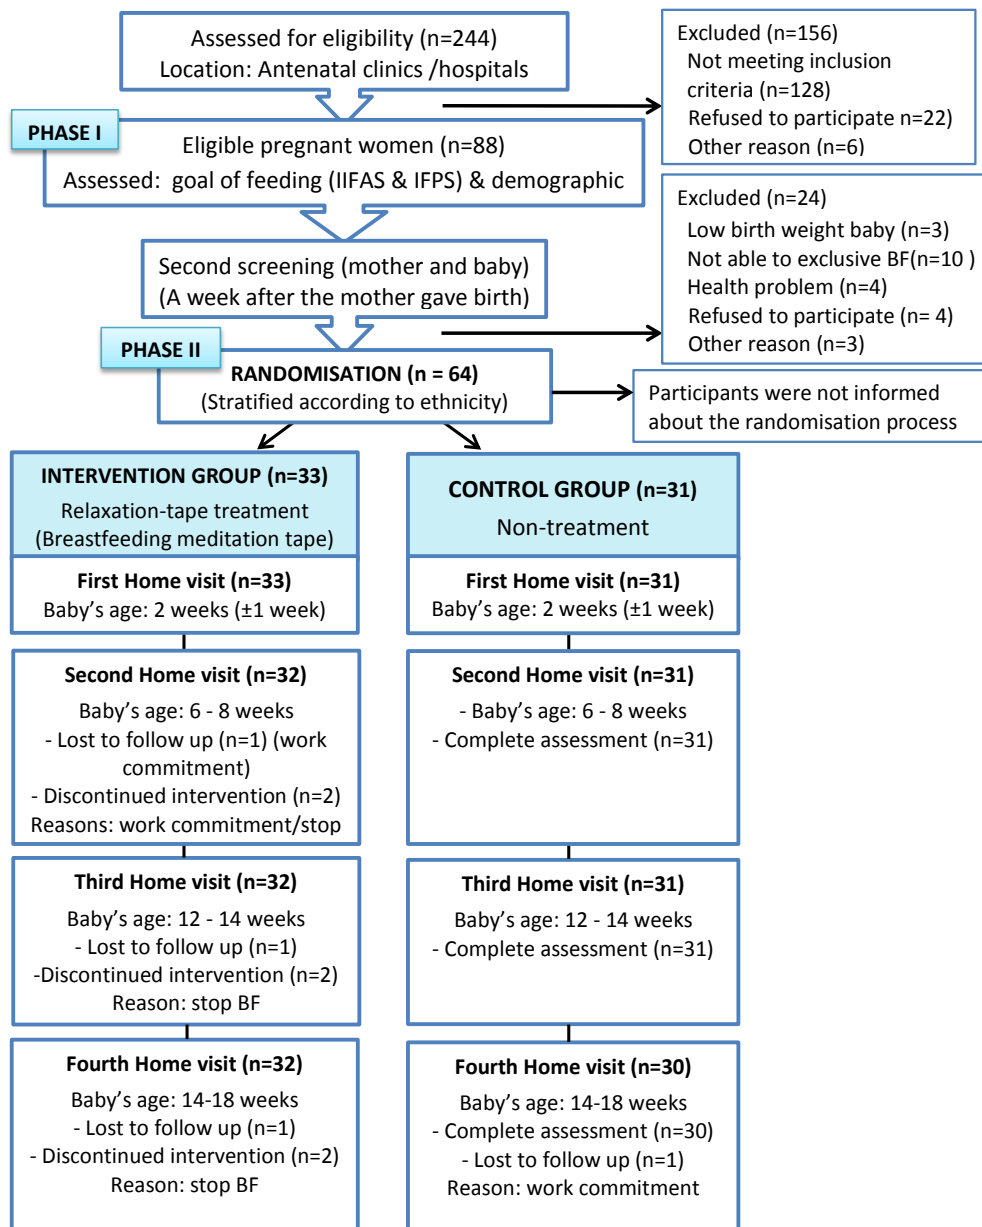 Assessed for eligibility (n=244)
Location: Antenatal clinics /hospitals
Excluded (n=156)
Not meeting inclusion
criteria (n=128)
Refused to participate n=22)
Other reason (n=6)
PHASE I
Eligible pregnant women (n=88)
Assessed:  goal of feeding (IIFAS & IFPS) & demographic
Excluded (n=24)
Low birth weight baby (n=3)
Not able to exclusive BF(n=10 )
Health problem (n=4)
Refused to participate (n= 4)
Other reason (n=3)
Second screening (mother and baby)
(A week after the mother gave birth)
PHASE II
RANDOMISATION (n = 64)
(Stratified according to ethnicity)
Participants were not informed
about the randomisation process
INTERVENTION GROUP (n=33)
Relaxation-tape treatment
(Breastfeeding meditation tape)
First Home visit (n=33)
Baby's age: 2 weeks (±1 week)
Second Home visit (n=32)
Baby's age: 6 - 8 weeks
- Lost to follow up (n=1) (work
commitment)
- Discontinued intervention (n=2)
Reasons: work commitment/stop
Third Home visit (n=32)
Baby's age: 12 - 14 weeks
- Lost to follow up (n=1)
-Discontinued intervention (n=2)
Reason: stop BF
Fourth Home visit (n=32)
Baby's age: 14-18 weeks
- Lost to follow up (n=1)
- Discontinued intervention (n=2)
Reason: stop BF
CONTROL GROUP (n=31)
Non-treatment
First Home visit (n=31)
Baby's age: 2 weeks (±1 week)
Second Home visit (n=31)
- Baby's age: 6 - 8 weeks
- Complete assessment (n=31)
Third Home visit (n=31)
Baby's age: 12 - 14 weeks
- Complete assessment (n=31)
Fourth Home visit (n=30)
Baby's age: 14-18 weeks
- Complete assessment (n=30)
- Lost to follow up (n=1)
Reason: work commitment